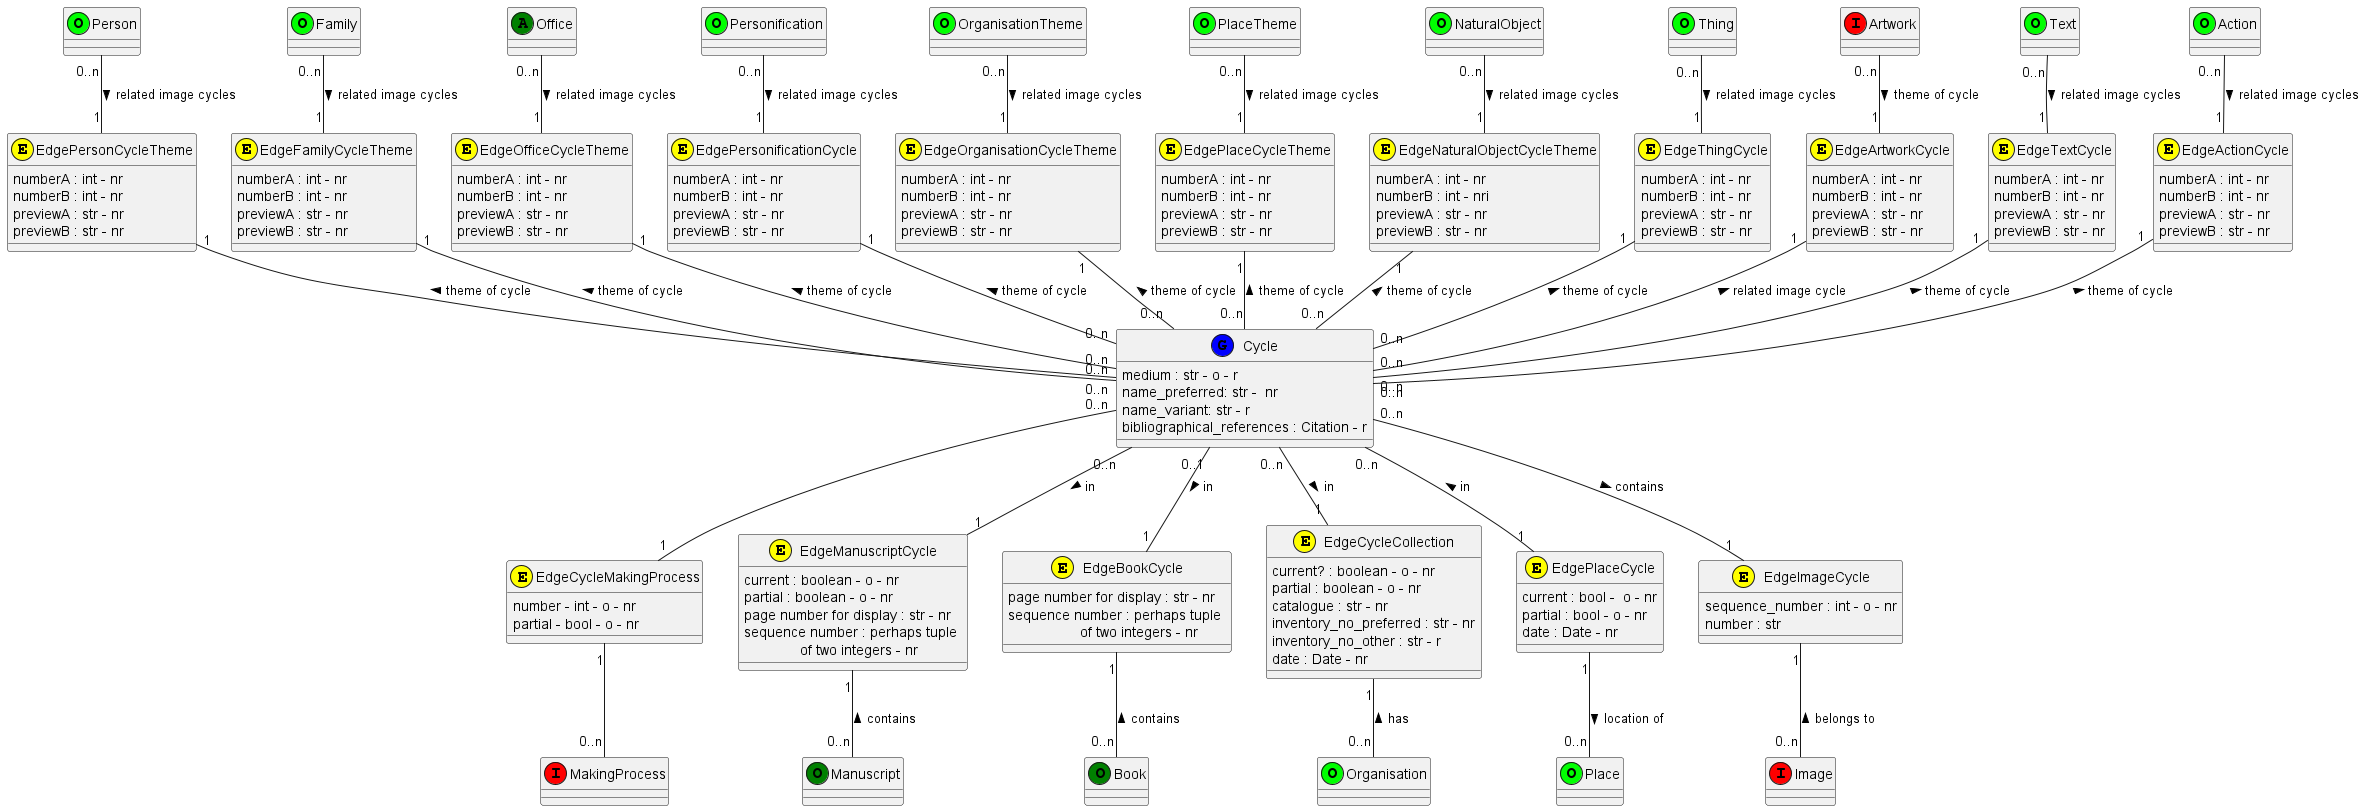 O Person
O Family
A Office
O Personification
O OrganisationTheme
O PlaceTheme
O NaturalObject
O Thing
I Artwork
O Text
O Action
0..n 0..n 0..n 0..n 0..n 0..n 0..n 0..n 0..n 0..n 0..n
related image cycles
related image cycles
related image cycles
related image cycles
related image cycles
related image cycles
related image cycles
related image cycles
theme of cycle
related image cycles
related image cycles
1 1 1 1 1 1 1 1 1 1 1
E EdgePersonCycleTheme
numberA : int - nr
numberB : int - nr
previewA : str - nr
previewB : str - nr
E EdgeFamilyCycleTheme
numberA : int - nr
numberB : int - nr
previewA : str - nr
previewB : str - nr
E EdgeOfficeCycleTheme
numberA : int - nr
numberB : int - nr
previewA : str - nr
previewB : str - nr
E EdgePersonificationCycle
numberA : int - nr
numberB : int - nr
previewA : str - nr
previewB : str - nr
E EdgeOrganisationCycleTheme
numberA : int - nr
numberB : int - nr
previewA : str - nr
previewB : str - nr
E EdgePlaceCycleTheme
numberA : int - nr
numberB : int - nr
previewA : str - nr
previewB : str - nr
E EdgeNaturalObjectCycleTheme
numberA : int - nr
numberB : int - nri
previewA : str - nr
previewB : str - nr
E EdgeThingCycle
numberA : int - nr
numberB : int - nr
previewA : str - nr
previewB : str - nr
E EdgeArtworkCycle
numberA : int - nr
numberB : int - nr
previewA : str - nr
previewB : str - nr
E EdgeTextCycle
numberA : int - nr
numberB : int - nr
previewA : str - nr
previewB : str - nr
E EdgeActionCycle
numberA : int - nr
numberB : int - nr
previewA : str - nr
previewB : str - nr
1 1 1 1 1 1 1 1 1 1 1
theme of cycle
theme of cycle
theme of cycle
theme of cycle
theme of cycle
theme of cycle
theme of cycle
theme of cycle
related image cycle
theme of cycle
theme of cycle
0..n 0..n 0..n
0..n 0..n
0..n 0..n
0..n
0..n 0..n
0..n
G Cycle
medium : str - o - r
name_preferred: str - nr
name_variant: str - r
bibliographical_references : Citation - r
0..n 0..n
0..n 0..1 0..n 0..n
in
in
in
in
contains
1 1 1 1 1 1
E EdgeCycleMakingProcess
number - int - o - nr
partial - bool - o - nr
E EdgeManuscriptCycle
current : boolean - o - nr
partial : boolean - o - nr
page number for display : str - nr
sequence number : perhaps tuple
of two integers - nr
E EdgeBookCycle
page number for display : str - nr
sequence number : perhaps tuple
of two integers - nr
E EdgeCycleCollection
current? : boolean - o - nr
partial : boolean - o - nr
catalogue : str - nr
inventory_no_preferred : str - nr
inventory_no_other : str - r
date : Date - nr
E EdgePlaceCycle
current : bool - o - nr
partial : bool - o - nr
date : Date - nr
E EdgeImageCycle
sequence_number : int - o - nr
number : str
1 1 1 1 1 1
contains
contains
has
location of
belongs to
0..n 0..n 0..n 0..n 0..n 0..n
I MakingProcess
O Manuscript
O Book
O Organisation
O Place
I Image